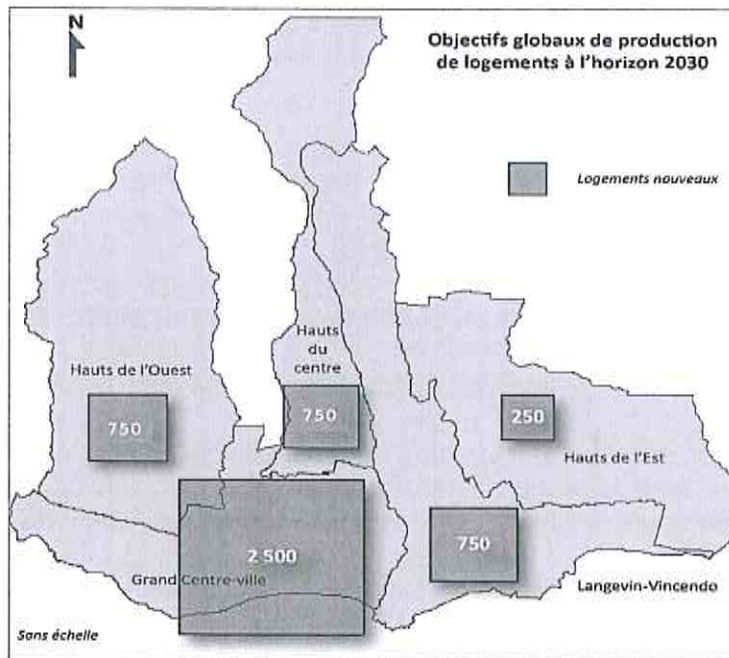 N
Objectifs globaux de production
de logements à l'horizon 2030
Logements nouveaux
Hauts
du
centre
Hauts de l'Ouest
750
750
250
Hauts de l'Est
2 500
750
Grand Centre-ville
Langevin-Vincendo
Sans échelle